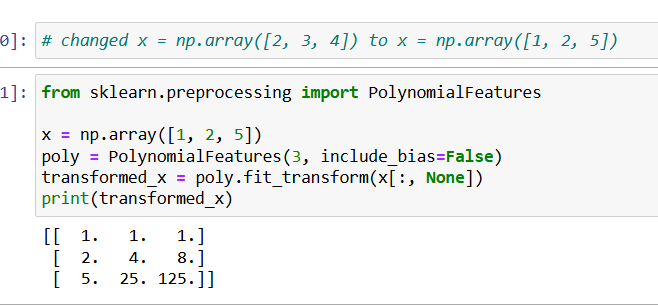 0]: # changed x = np.array([2, 3, 4]) to x = np.array([1, 2, 5])
1]: from sklearn.preprocessing import PolynomialFeatures
x = np.array([1, 2, 5])
poly = PolynomialFeatures(3, include_bias=False)
transformed_x = poly.fit_transform(x[:, None])
print(transformed_x)
[[  1.   1.   1.]
 [  2.   4.   8.]
 [  5.  25. 125.]]